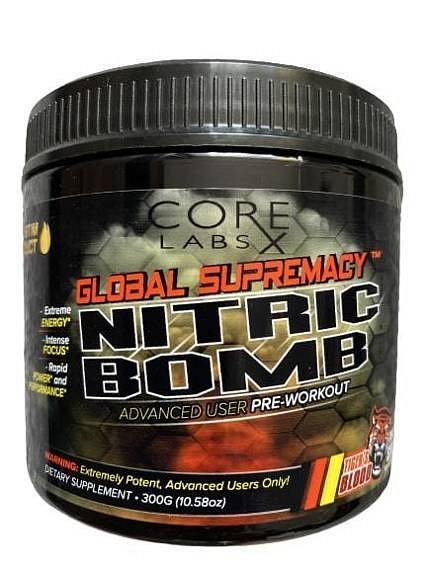 CORE
LABS X
GLOBAL SUPREMACY™
NITRIC
BOMB
ADVANCED USER PRE-WORKOUT
- Extreme
ENERGY*
- Intense
FOCUS*
- Rapid
POWER* and
PERFORMANCE*
WARNING: Extremely Potent, Advanced Users Only!
DIETARY SUPPLEMENT • 300G (10.58oz)
TIGER'S
BLOOD